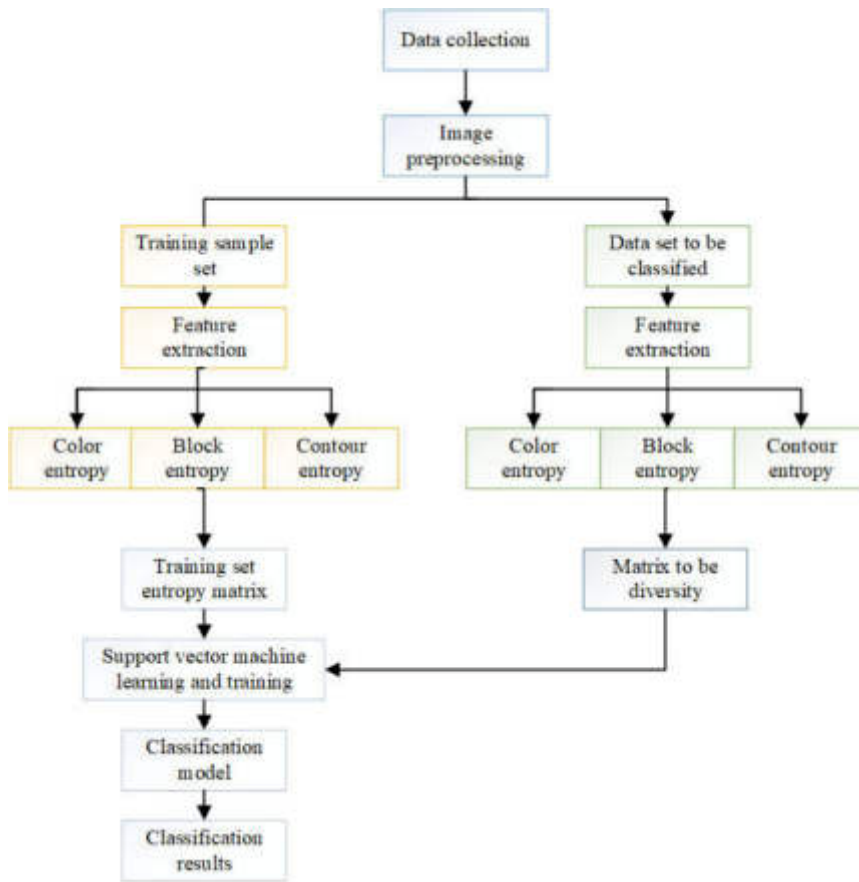 Data collection
Image
preprocessing
Training sample
set
Data set to be
classified
Feature
extraction
Feature
extraction
Color
entropy
Block
entropy
Contour
entropy
Color
entropy
Block
entropy
Contour
entropy
Training set
entropy matrix
Matrix to be
diversity
Support vector machine
learning and training
Classification
model
Classification
results